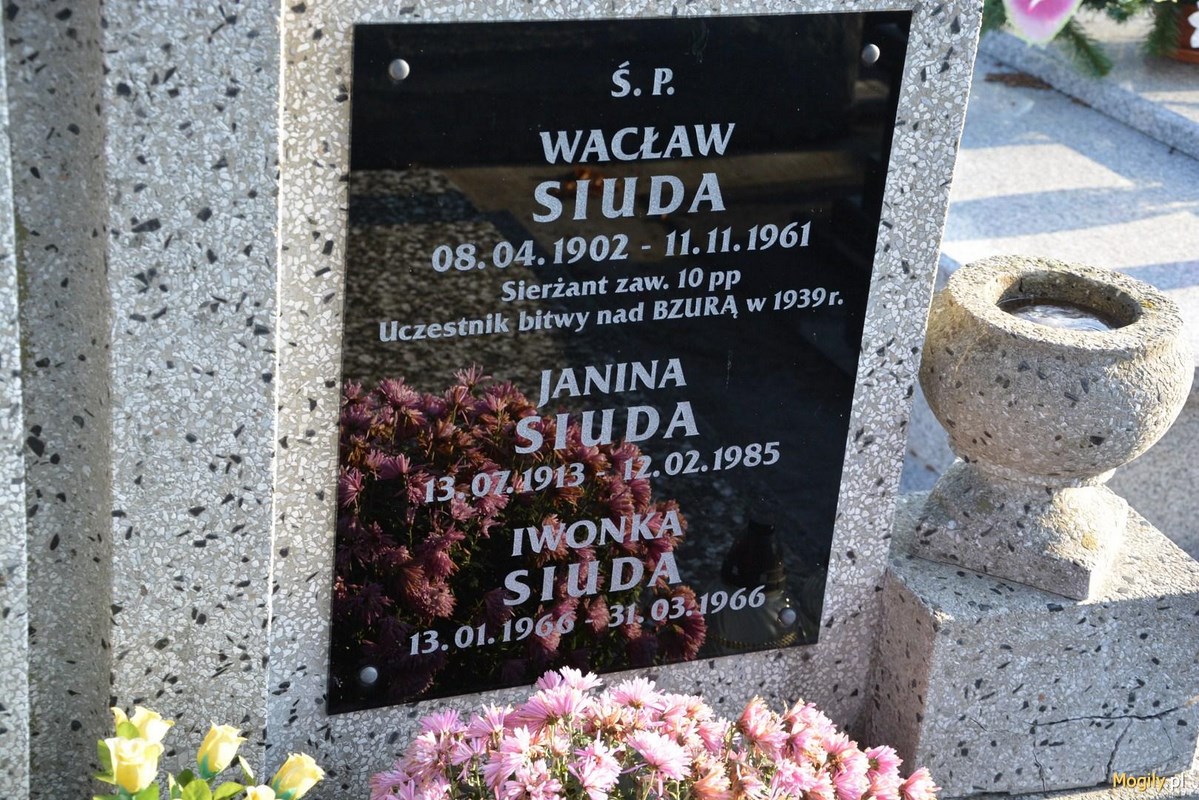 Ś. P.
WACŁAW
SIUDA
08.04.1902 - 11.11.1961
Sierżant zaw. 10 pp
Uczestnik bitwy nad BZURĄ w 1939 r.
JANINA
SIUDA
13.07.1913 - 12.02.1985
IWONKA
SIUDA
13.01.1966 - 31.03.1966
Mogily.pl